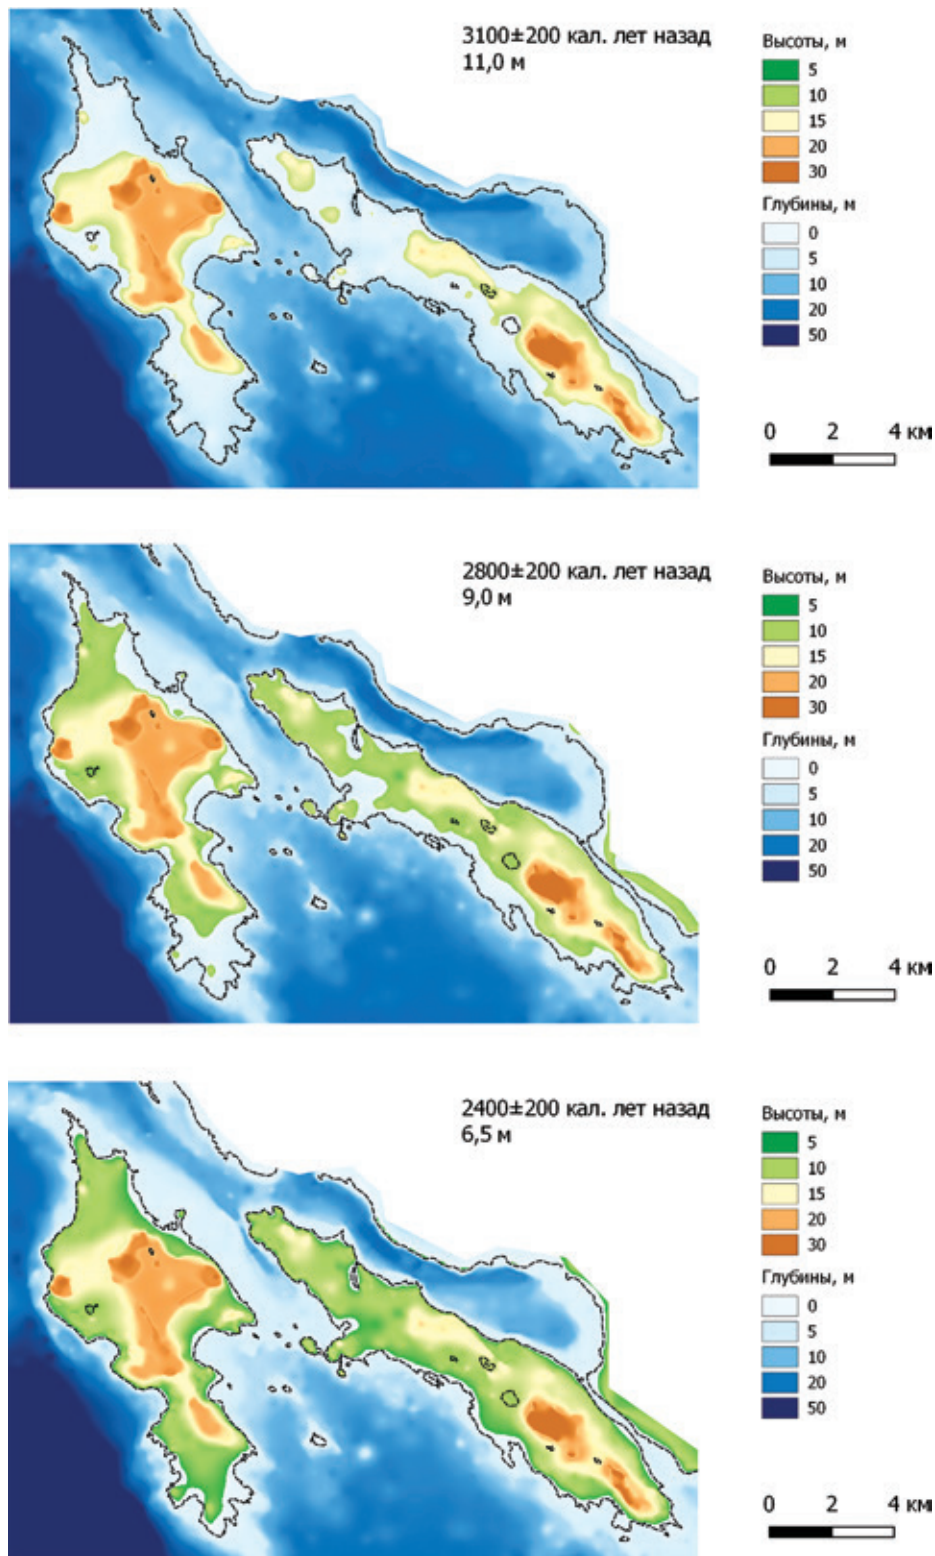 3100±200 кал. лет назад
11,0 м
Высоты, м
5
10
15
20
30
Глубины, м
0
5
10
20
50
0 2 4 км
2800±200 кал. лет назад
9,0 м
Высоты, м
5
10
15
20
30
Глубины, м
0
5
10
20
50
0 2 4 км
2400±200 кал. лет назад
6,5 м
Высоты, м
5
10
15
20
30
Глубины, м
0
5
10
20
50
0 2 4 км